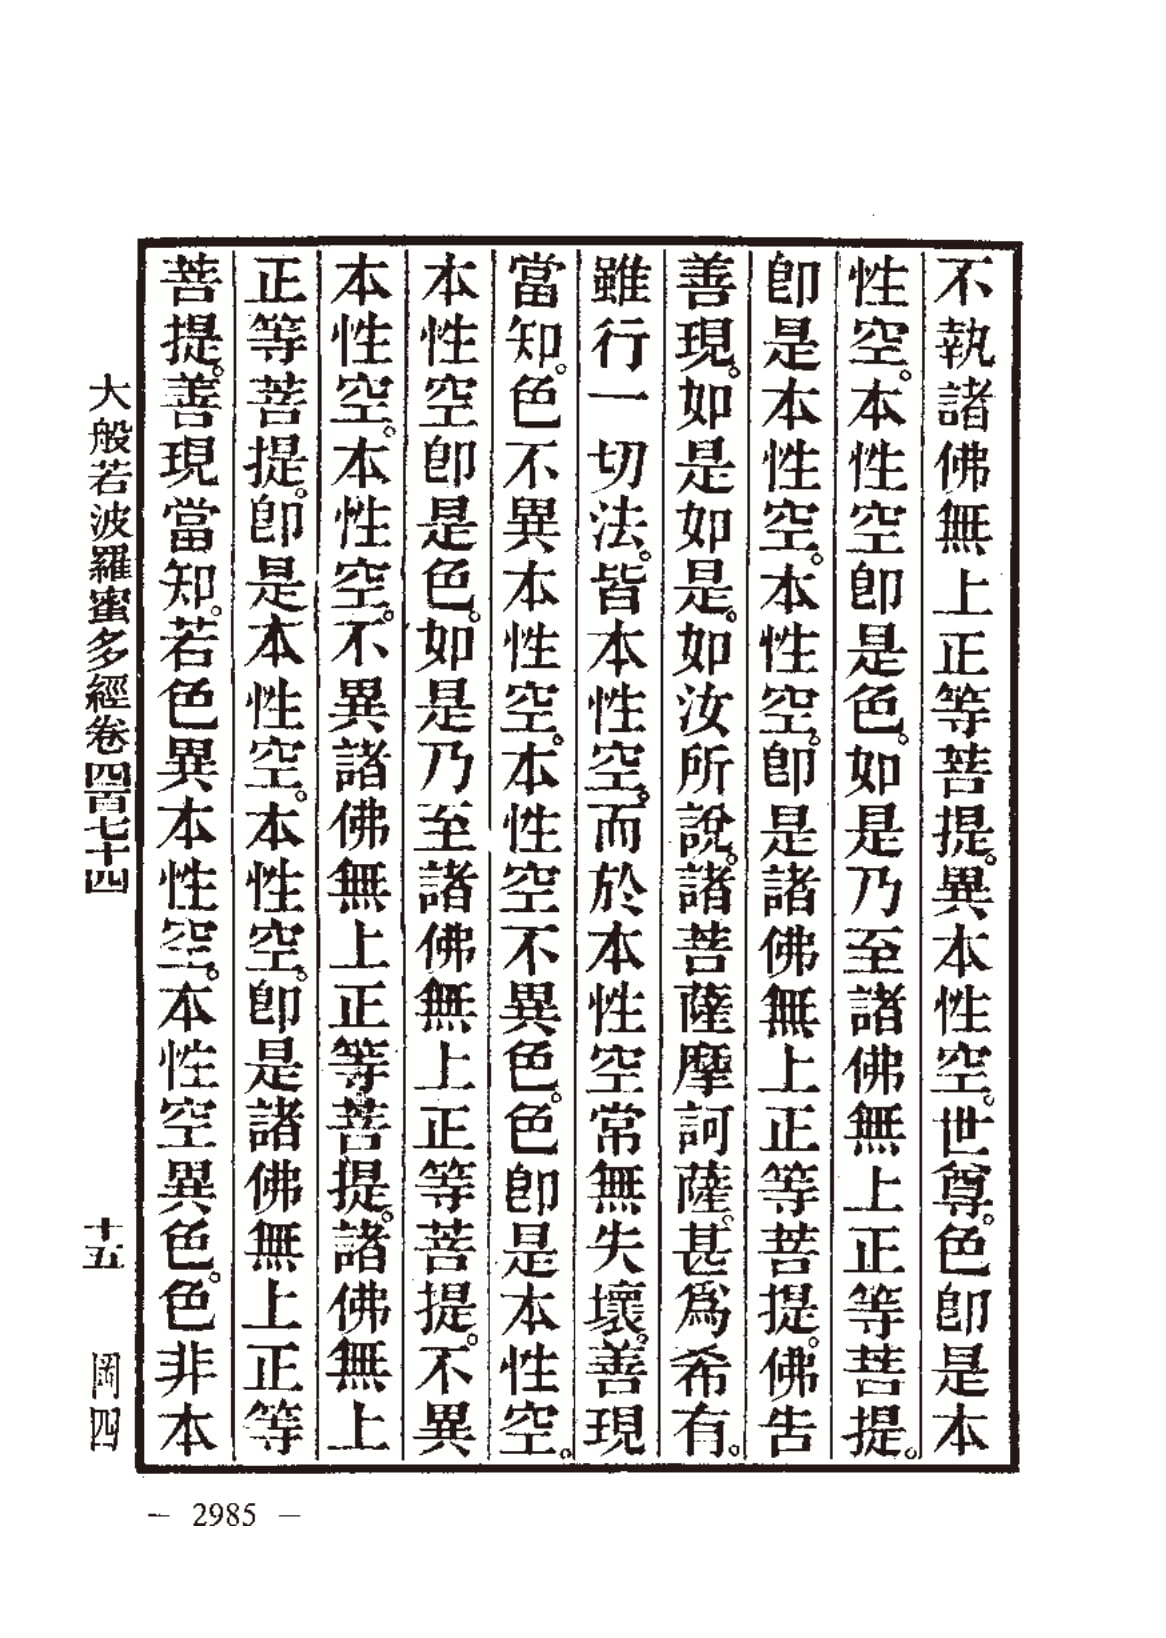 不執諸佛無上正等菩提。異本性空。世尊。色卽是本
性空。本性空卽是色。如是乃至諸佛無上正等菩提。
卽是本性空。本性空。卽是諸佛無上正等菩提。佛告
善現。如是如是。如汝所說。諸菩薩摩訶薩。甚爲希有。
雖行一切法。皆本性空。而於本性空常無失壞。善現
當知。色不異本性空。本性空不異色。色卽是本性空。
本性空卽是色。如是乃至諸佛無上正等菩提。不異
本性空。本性空。不異諸佛無上正等菩提。諸佛無上
正等菩提。卽是本性空。本性空。卽是諸佛無上正等
菩提。善現當知。若色異本性空。本性空異色。色非本
大般若波羅蜜多經卷四百七十四 十五 岡四
— 2985 —